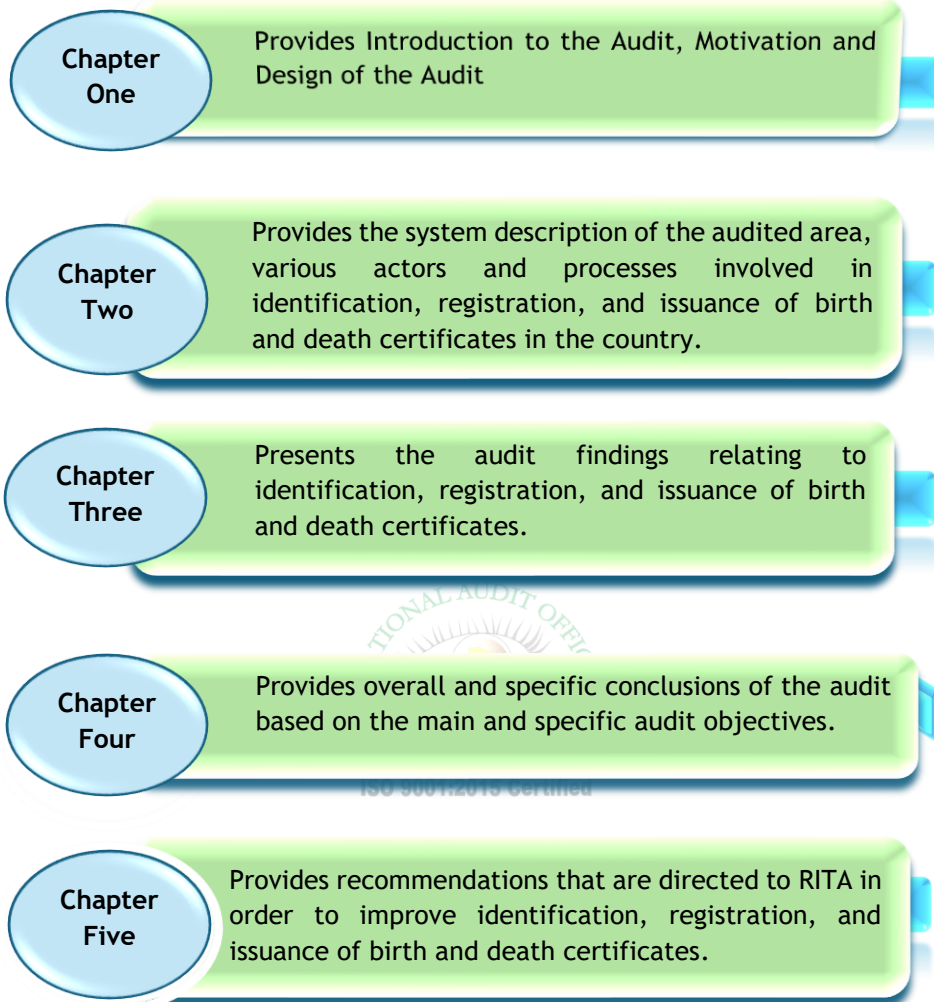 Chapter
One
Provides Introduction to the Audit, Motivation and
Design of the Audit
Chapter
Two
Provides the system description of the audited area,
various actors and processes involved in
identification, registration, and issuance of birth
and death certificates in the country.
Chapter
Three
Presents the audit findings relating to
identification, registration, and issuance of birth
and death certificates.
AUDIT
Chapter
Four
Provides overall and specific conclusions of the audit
based on the main and specific audit objectives.
ISO 9001:2015 Certified
Chapter
Five
Provides recommendations that are directed to RITA in
order to improve identification, registration, and
issuance of birth and death certificates.